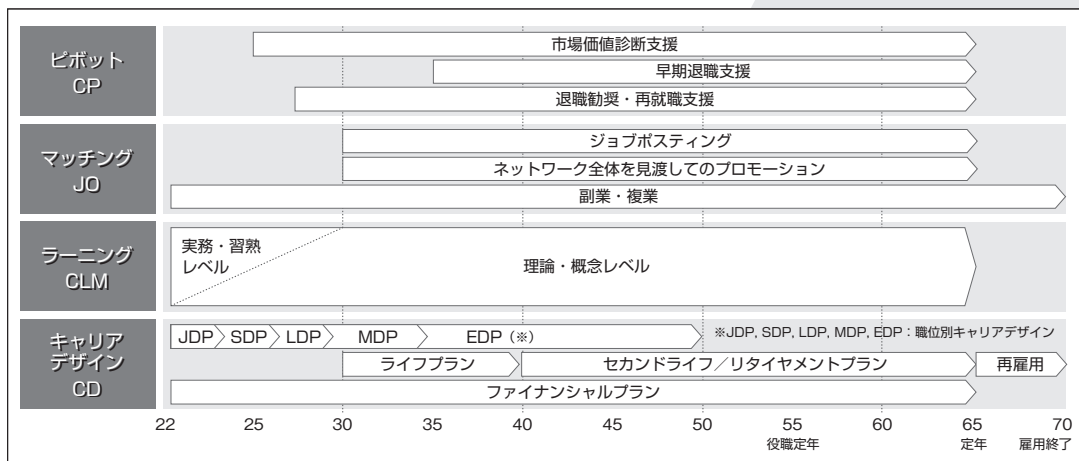 ピボット
CP
市場価値診断支援
早期退職支援
退職勧奨・再就職支援
マッチング
JO
ジョブポスティング
ネットワーク全体を見渡してのプロモーション
副業・複業
ラーニング
CLM
実務・習熟
レベル
理論・概念レベル
キャリア
デザイン
CD
JDP SDP LDP MDP EDP（※）
※JDP, SDP, LDP, MDP, EDP：職位別キャリアデザイン
ライフプラン セカンドライフ／リタイヤメントプラン 再雇用
ファイナンシャルプラン
22 25 30 35 40 45 50 55 60 65 70
役職定年 定年 雇用終了